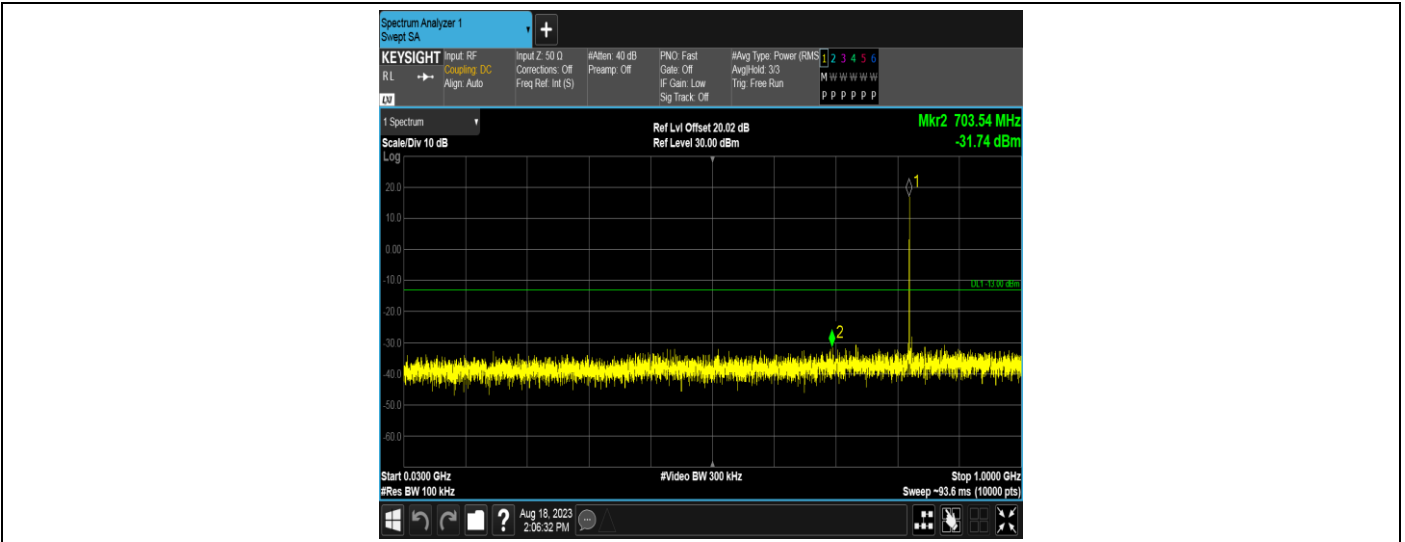 Spectrum Analyzer 1
Swept SA
+
KEYSIGHT
RL
Input: RF
Coupling: DC
Align: Auto
Input Z: 50 Ω
Corrections: Off
Freq Ref: Int (S)
#Atten: 40 dB
Preamp: Off
PNO: Fast
Gate: Off
IF Gain: Low
Sig Track: Off
#Avg Type: Power (RMS
Avg|Hold: 3/3
Trig: Free Run
1 2 3 4 5 6
M W W W W W
P P P P P P
1 Spectrum
Scale/Div 10 dB
Ref Lvl Offset 20.02 dB
Ref Level 30.00 dBm
Mkr2 703.54 MHz
-31.74 dBm
Log
20.0
10.0
0.00
-10.0
-20.0
-30.0
-40.0
-50.0
-60.0
1
DL1 -13.00 dBm
2
Start 0.0300 GHz
#Res BW 100 kHz
#Video BW 300 kHz
Stop 1.0000 GHz
Sweep ~93.6 ms (10000 pts)
?
Aug 18, 2023
2:06:32 PM